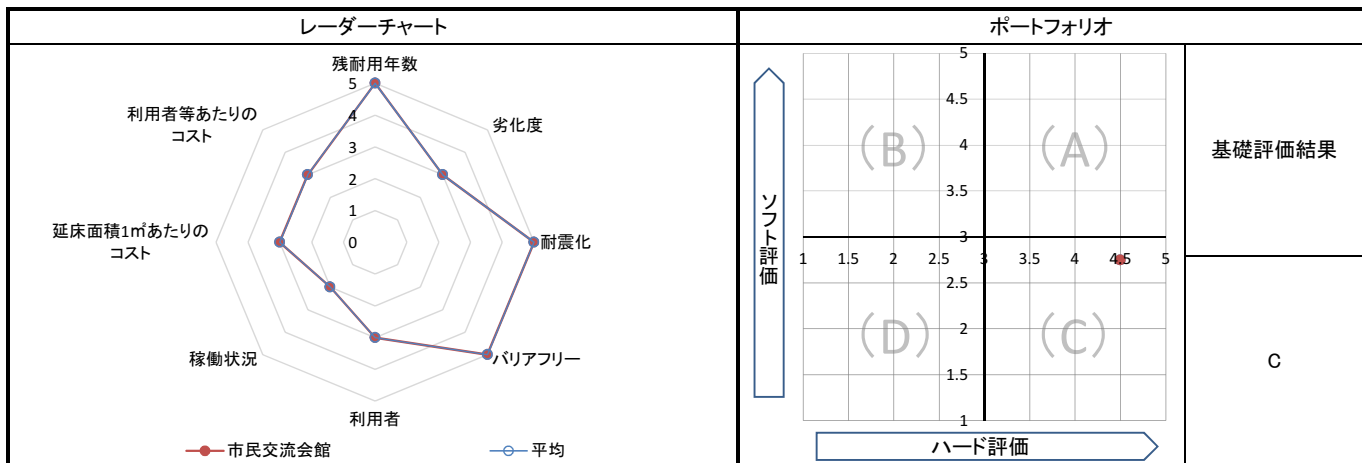 レーダーチャート
残耐用年数
利用者等あたりの
コスト
劣化度
延床面積1㎡あたりの
コスト
耐震化
稼働状況
バリアフリー
利用者
5
4
3
2
1
0
市民交流会館
平均
ポートフォリオ
ソフト評価
5
4.5
4
3.5
3
2.5
2
1.5
1
1
1.5
2
2.5
3
3.5
4
4.5
5
(B)
(A)
(D)
(C)
ハード評価
基礎評価結果
C